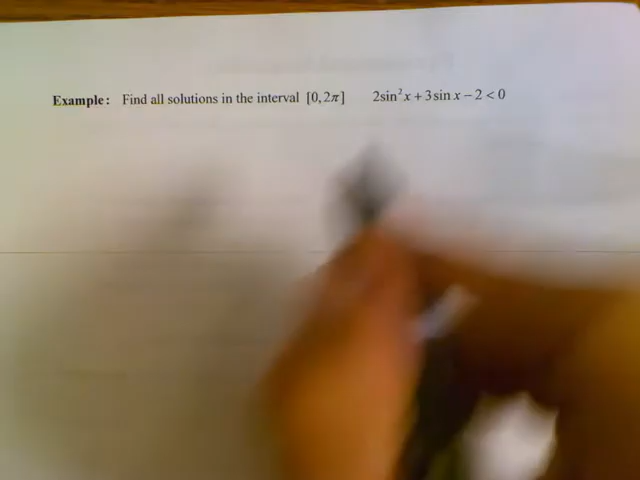 Example: Find all solutions in the interval [0, 2π] 2sin²x + 3sin x − 2 < 0